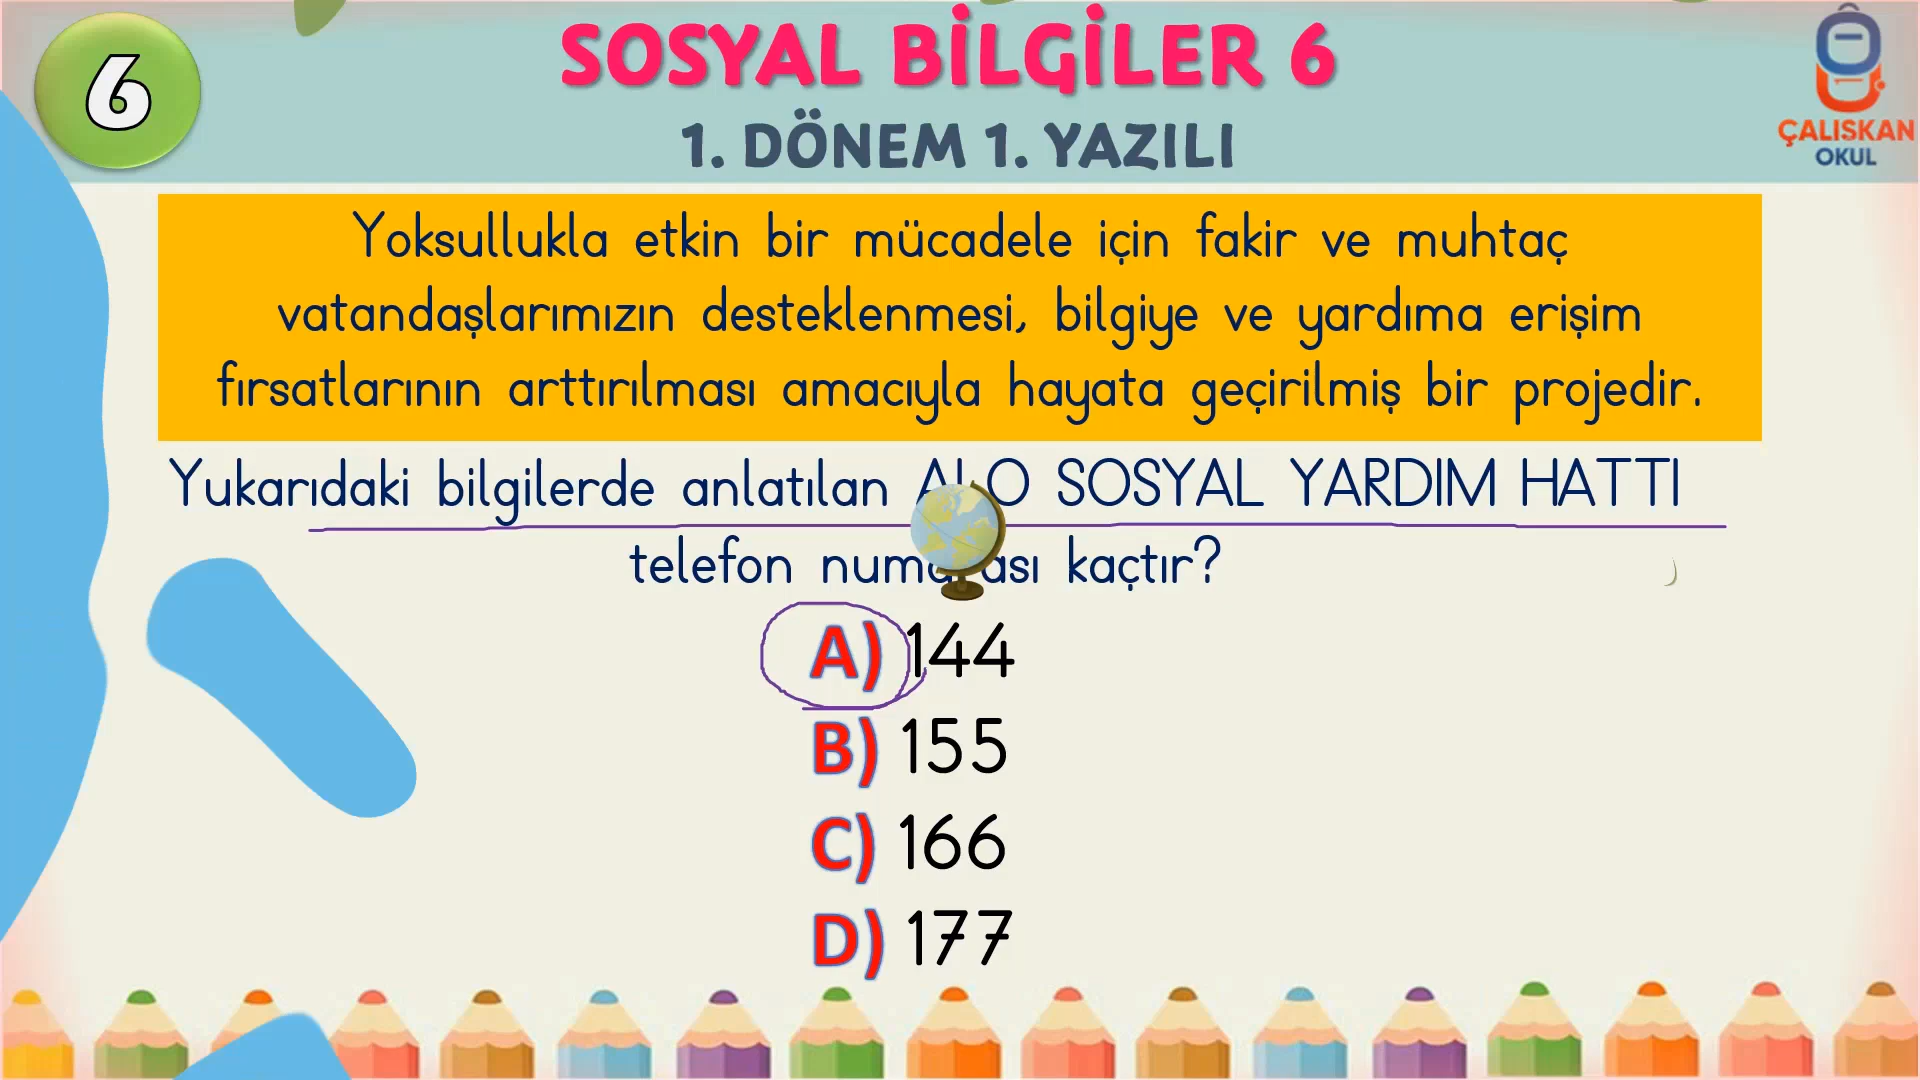 6
SOSYAL BİLGİLER 6
1. DÖNEM 1. YAZILI
ÇALIŞKAN
OKUL
Yoksullukla etkin bir mücadele için fakir ve muhtaç
vatandaşlarımızın desteklenmesi, bilgiye ve yardıma erişim
fırsatlarının arttırılması amacıyla hayata geçirilmiş bir projedir.
Yukarıdaki bilgilerde anlatılan ALO SOSYAL YARDIM HATTI
telefon numarası kaçtır?
A) 144
B) 155
C) 166
D) 177